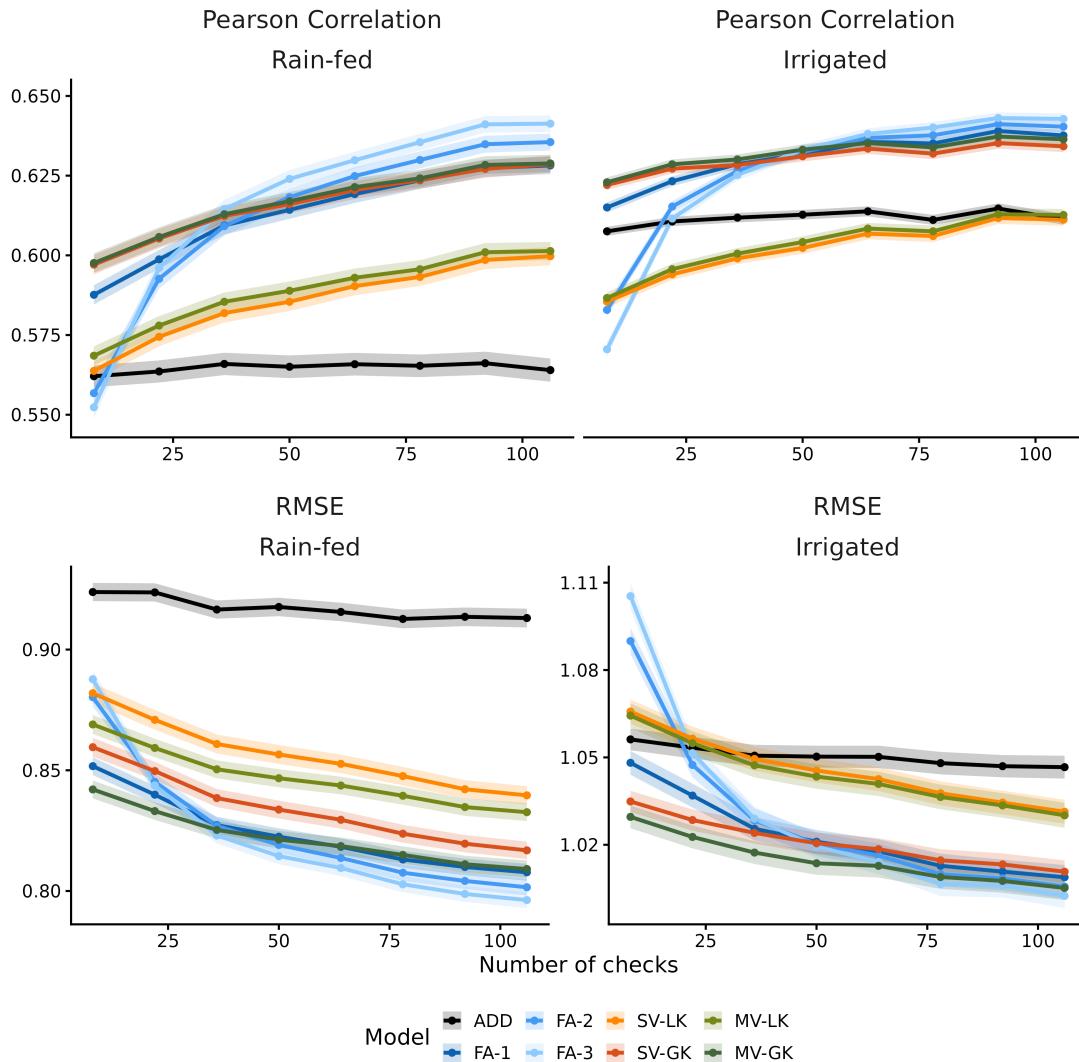 Pearson Correlation
Rain-fed
0.650
0.625
0.600
0.575
0.550
25 50 75 100
Pearson Correlation
Irrigated
25 50 75 100
RMSE
Rain-fed
0.90
0.85
0.80
25 50 75 100
RMSE
Irrigated
1.11
1.08
1.05
1.02
25 50 75 100
Number of checks
Model
ADD FA-2 SV-LK MV-LK
FA-1 FA-3 SV-GK MV-GK